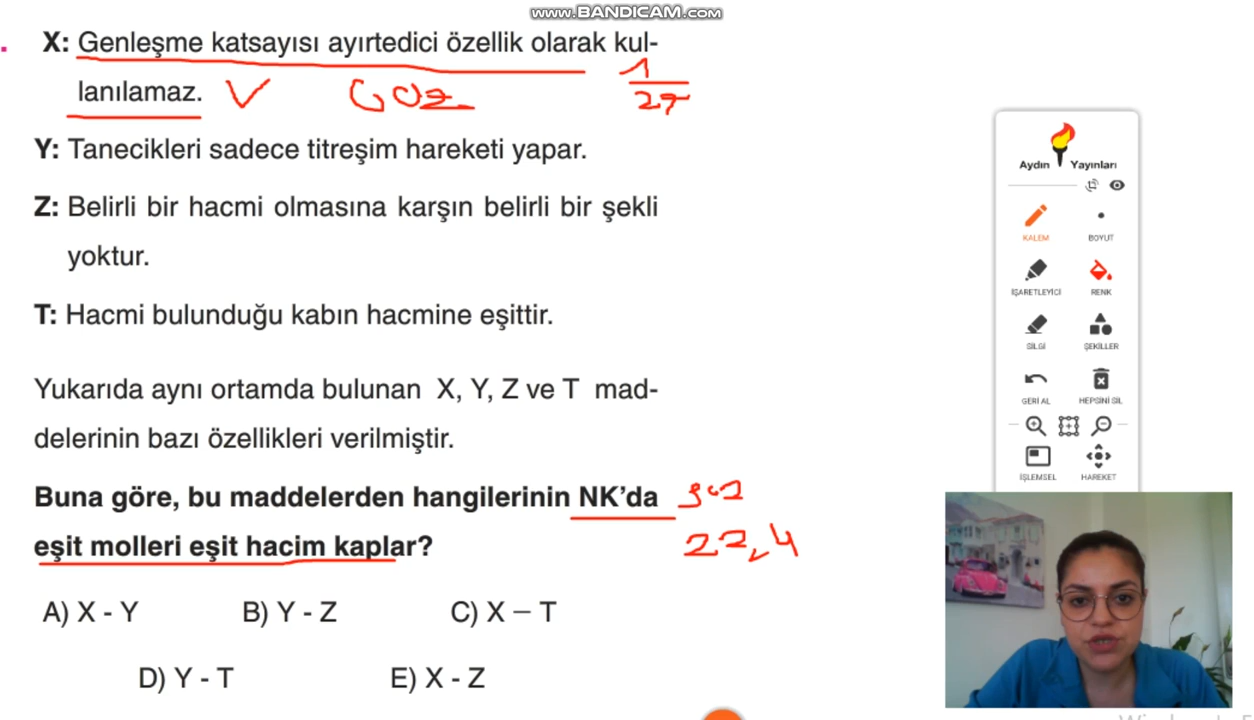 www.BANDICAM.com
X: Genleşme katsayısı ayırtedici özellik olarak kul-
lanılamaz.
1
27
Y: Tanecikleri sadece titreşim hareketi yapar.
Z: Belirli bir hacmi olmasına karşın belirli bir şekli
yoktur.
T: Hacmi bulunduğu kabın hacmine eşittir.
Yukarıda aynı ortamda bulunan X, Y, Z ve T mad-
delerinin bazı özellikleri verilmiştir.
Buna göre, bu maddelerden hangilerinin NK'da
eşit molleri eşit hacim kaplar?
22,4
A) X - Y B) Y - Z C) X – T
D) Y - T E) X - Z
Aydın Yayınları
KALEM BOYUT
İŞARETLEYİCİ RENK
SİLGİ ŞEKİLLER
GERİ AL HEPSİNİ SİL
İŞLEMSEL HAREKET